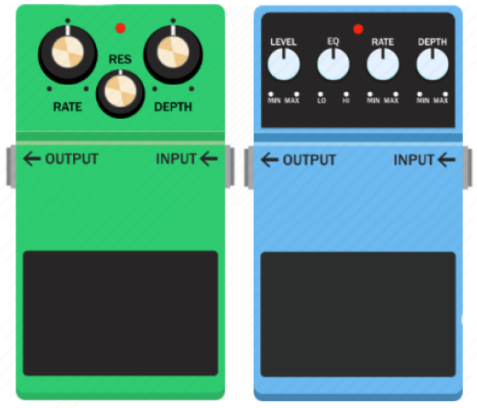 RES
RATE DEPTH
← OUTPUT INPUT ←
LEVEL EQ RATE DEPTH
MIN MAX LO HI MIN MAX MIN MAX
← OUTPUT INPUT ←